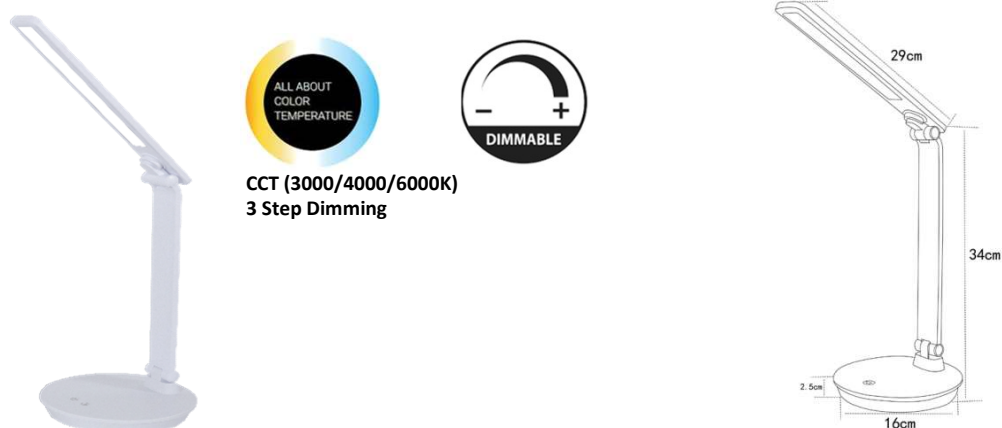 ALL ABOUT
COLOR
TEMPERATURE
DIMMABLE
CCT (3000/4000/6000K)
3 Step Dimming
29cm
34cm
2.5cm
16cm